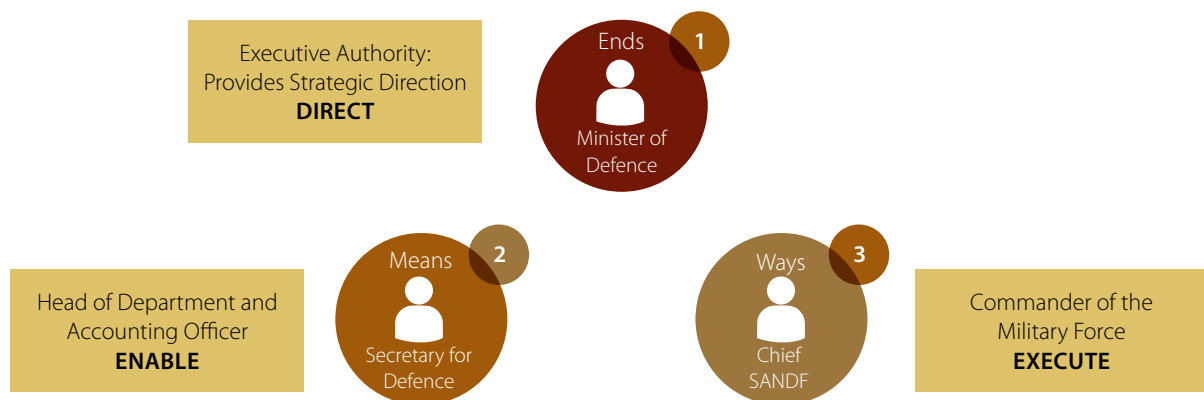 Executive Authority:
Provides Strategic Direction
DIRECT
Ends
1
Minister of
Defence
Head of Department and
Accounting Officer
ENABLE
Means
2
Secretary for
Defence
Ways
3
Chief
SANDF
Commander of the
Military Force
EXECUTE